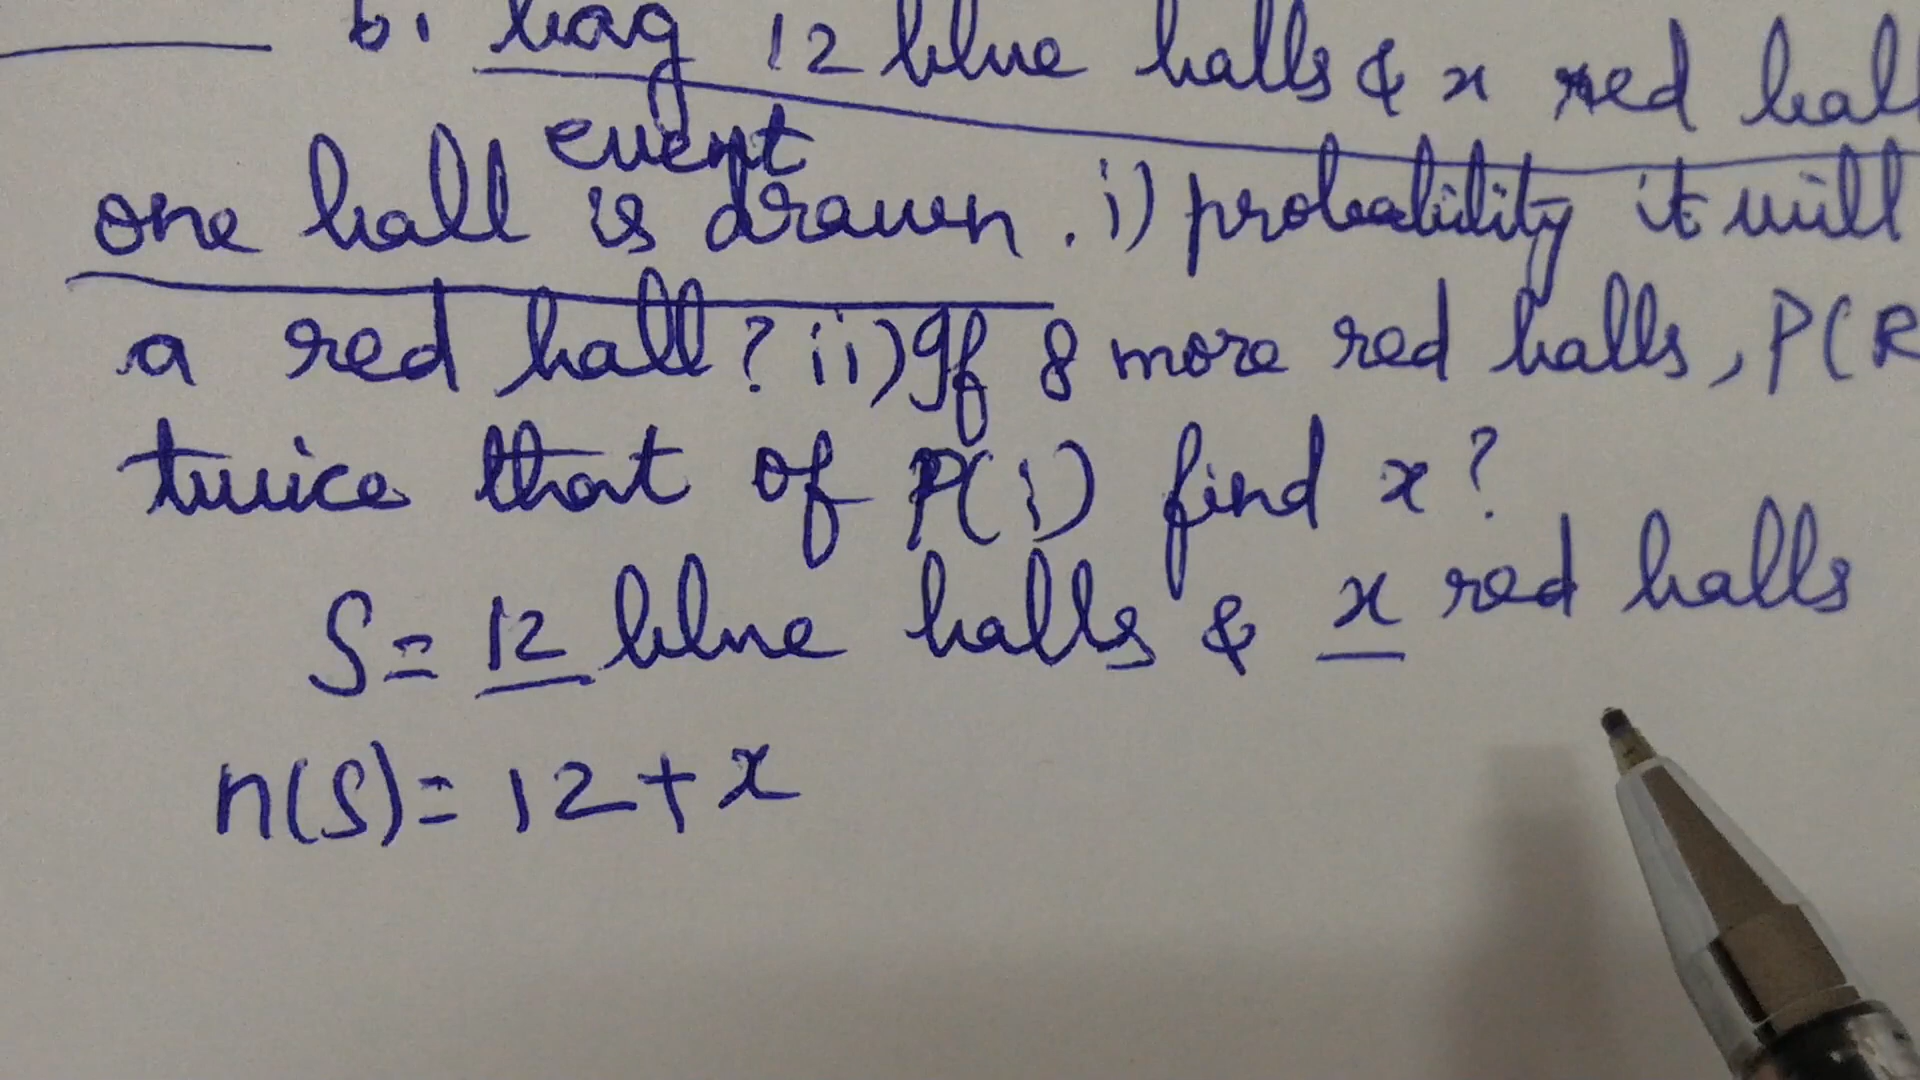 b. bag 12 blue balls & x red ball
event
one ball is drawn. i) probability it will
a red ball? ii) If 8 more red balls, P(R
twice that of P(i) find x?
S = 12 blue balls & x red balls
n(S) = 12 + x